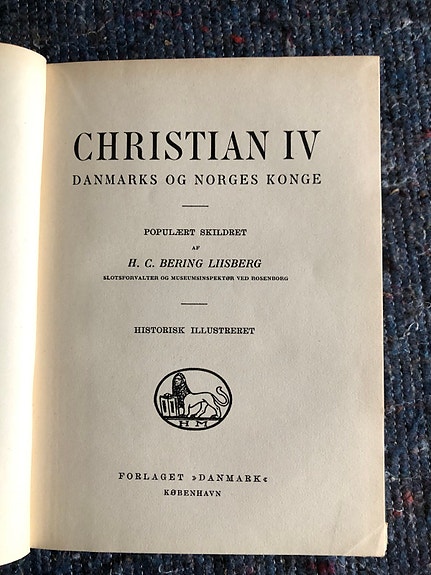 CHRISTIAN IV
DANMARKS OG NORGES KONGE
POPULÆRT SKILDRET
AF
H. C. BERING LIISBERG
SLOTSFORVALTER OG MUSEUMSINSPEKTØR VED ROSENBORG
HISTORISK ILLUSTRERET
H M
FORLAGET »DANMARK«
KØBENHAVN